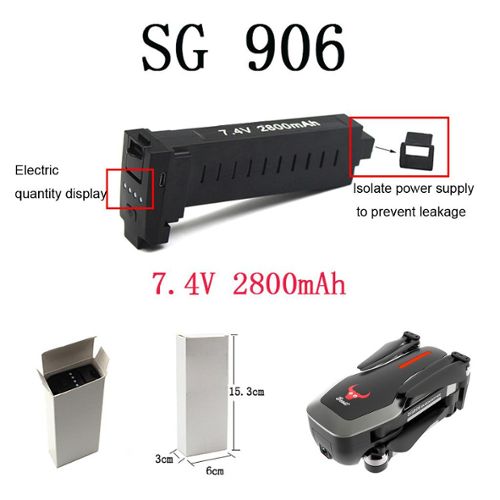 SG 906
7.4V 2800mAh
Electric
quantity display
Isolate power supply
to prevent leakage
7.4V 2800mAh
15.3cm
3cm
6cm